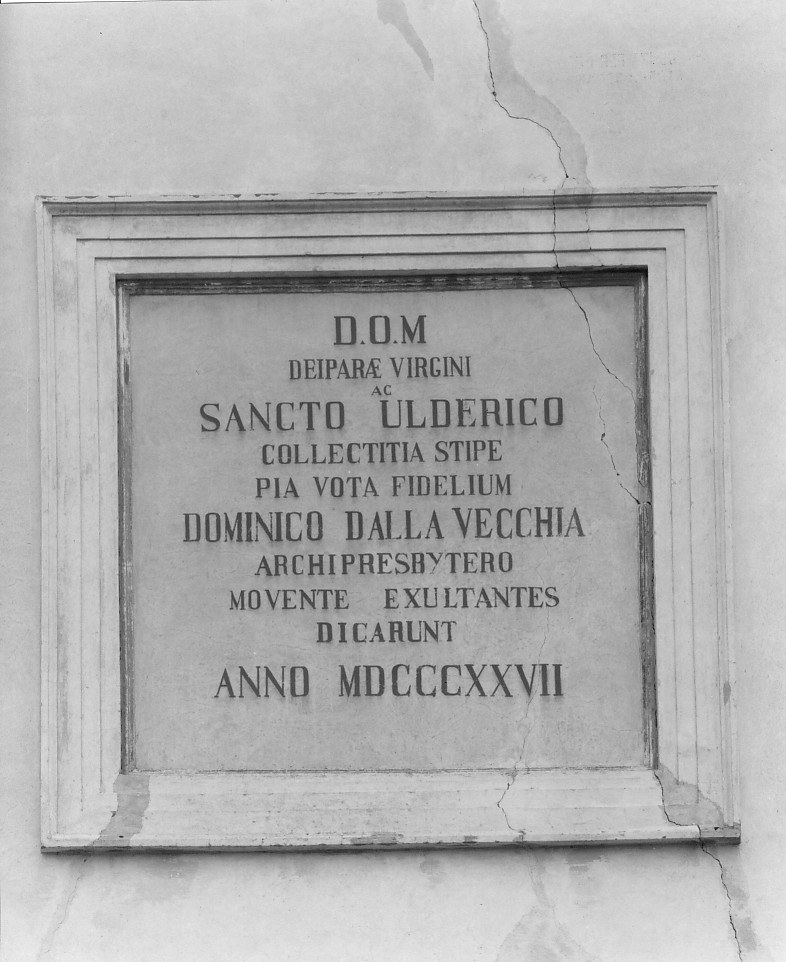 D.O.M
DEIPARÆ VIRGINI
AC
SANCTO ULDERICO
COLLECTITIA STIPE
PIA VOTA FIDELIUM
DOMINICO DALLA VECCHIA
ARCHIPRESBYTERO
MOVENTE EXULTANTES
DICARUNT
ANNO MDCCCXXVII